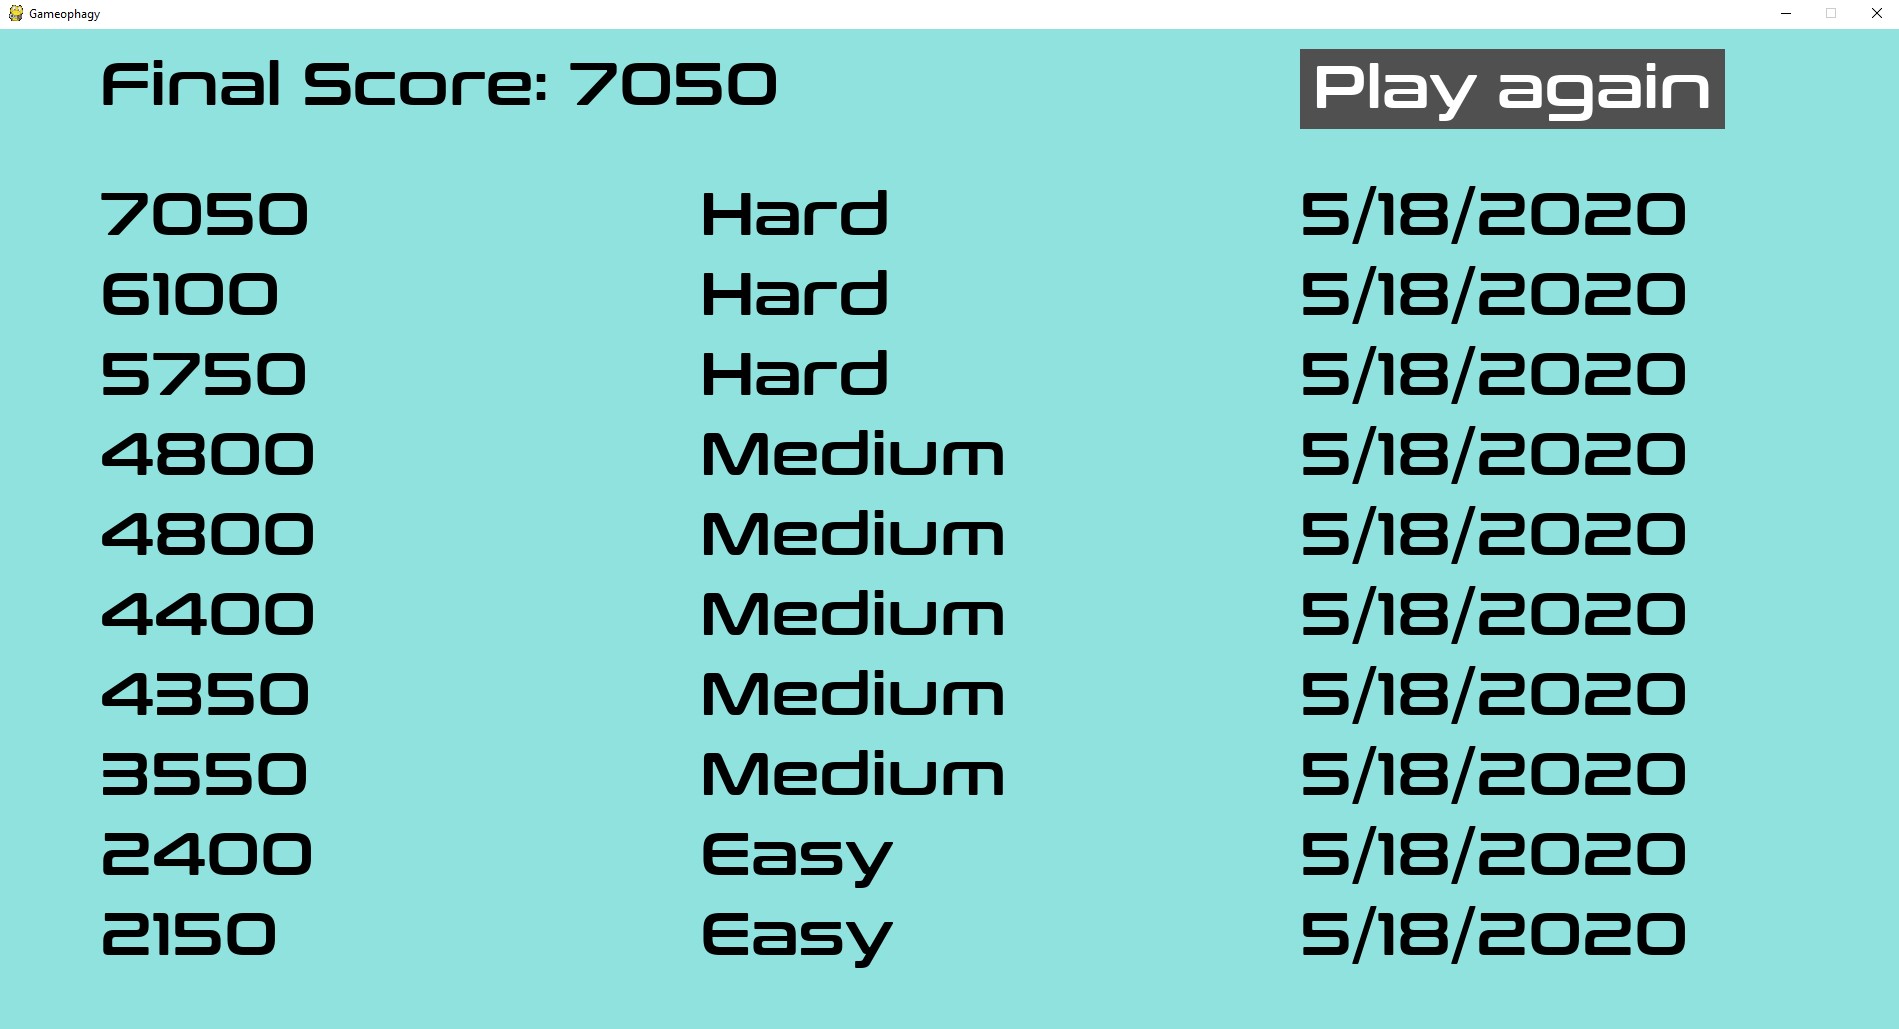 Gameophagy
Final Score: 7050 Play again
7050 Hard 5/18/2020
6100 Hard 5/18/2020
5750 Hard 5/18/2020
4800 Medium 5/18/2020
4800 Medium 5/18/2020
4400 Medium 5/18/2020
4350 Medium 5/18/2020
3550 Medium 5/18/2020
2400 Easy 5/18/2020
2150 Easy 5/18/2020